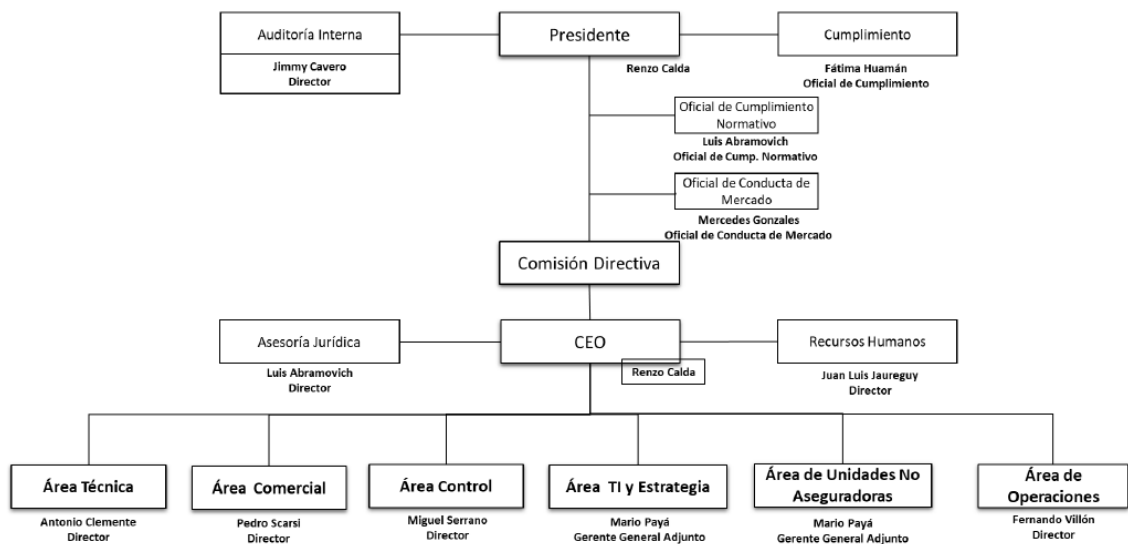 Auditoría Interna
Jimmy Cavero
Director
Presidente
Renzo Calda
Cumplimiento
Fátima Huamán
Oficial de Cumplimiento
Oficial de Cumplimiento
Normativo
Luis Abramovich
Oficial de Cump. Normativo
Oficial de Conducta de
Mercado
Mercedes Gonzales
Oficial de Conducta de Mercado
Comisión Directiva
Asesoría Jurídica
Luis Abramovich
Director
CEO
Renzo Calda
Recursos Humanos
Juan Luis Jaureguy
Director
Área Técnica
Antonio Clemente
Director
Área Comercial
Pedro Scarsi
Director
Área Control
Miguel Serrano
Director
Área TI y Estrategia
Mario Payá
Gerente General Adjunto
Área de Unidades No
Aseguradoras
Mario Payá
Gerente General Adjunto
Área de
Operaciones
Fernando Villón
Director